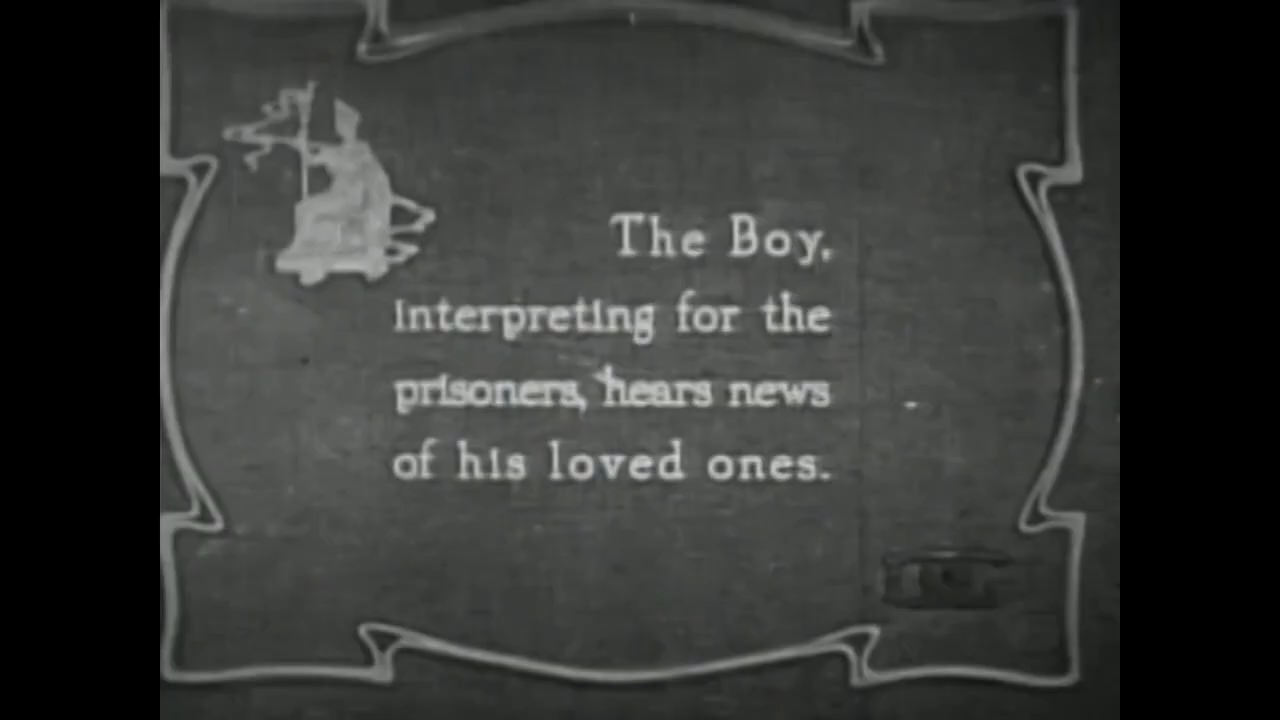 The Boy,
interpreting for the
prisoners, hears news
of his loved ones.